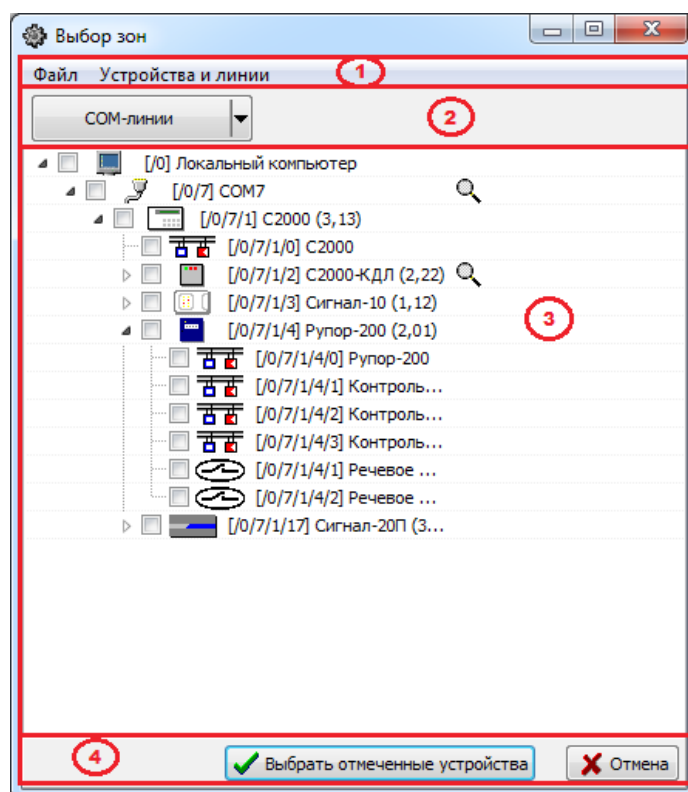 Выбор зон
Файл Устройства и линии 1
COM-линии 2
[/0] Локальный компьютер
[/0/7] COM7
[/0/7/1] С2000 (3,13)
[/0/7/1/0] С2000
[/0/7/1/2] С2000-КДЛ (2,22)
[/0/7/1/3] Сигнал-10 (1,12)
3
[/0/7/1/4] Рупор-200 (2,01)
[/0/7/1/4/0] Рупор-200
[/0/7/1/4/1] Контроль...
[/0/7/1/4/2] Контроль...
[/0/7/1/4/3] Контроль...
[/0/7/1/4/1] Речевое ...
[/0/7/1/4/2] Речевое ...
[/0/7/1/17] Сигнал-20П (3...
4 Выбрать отмеченные устройства Отмена